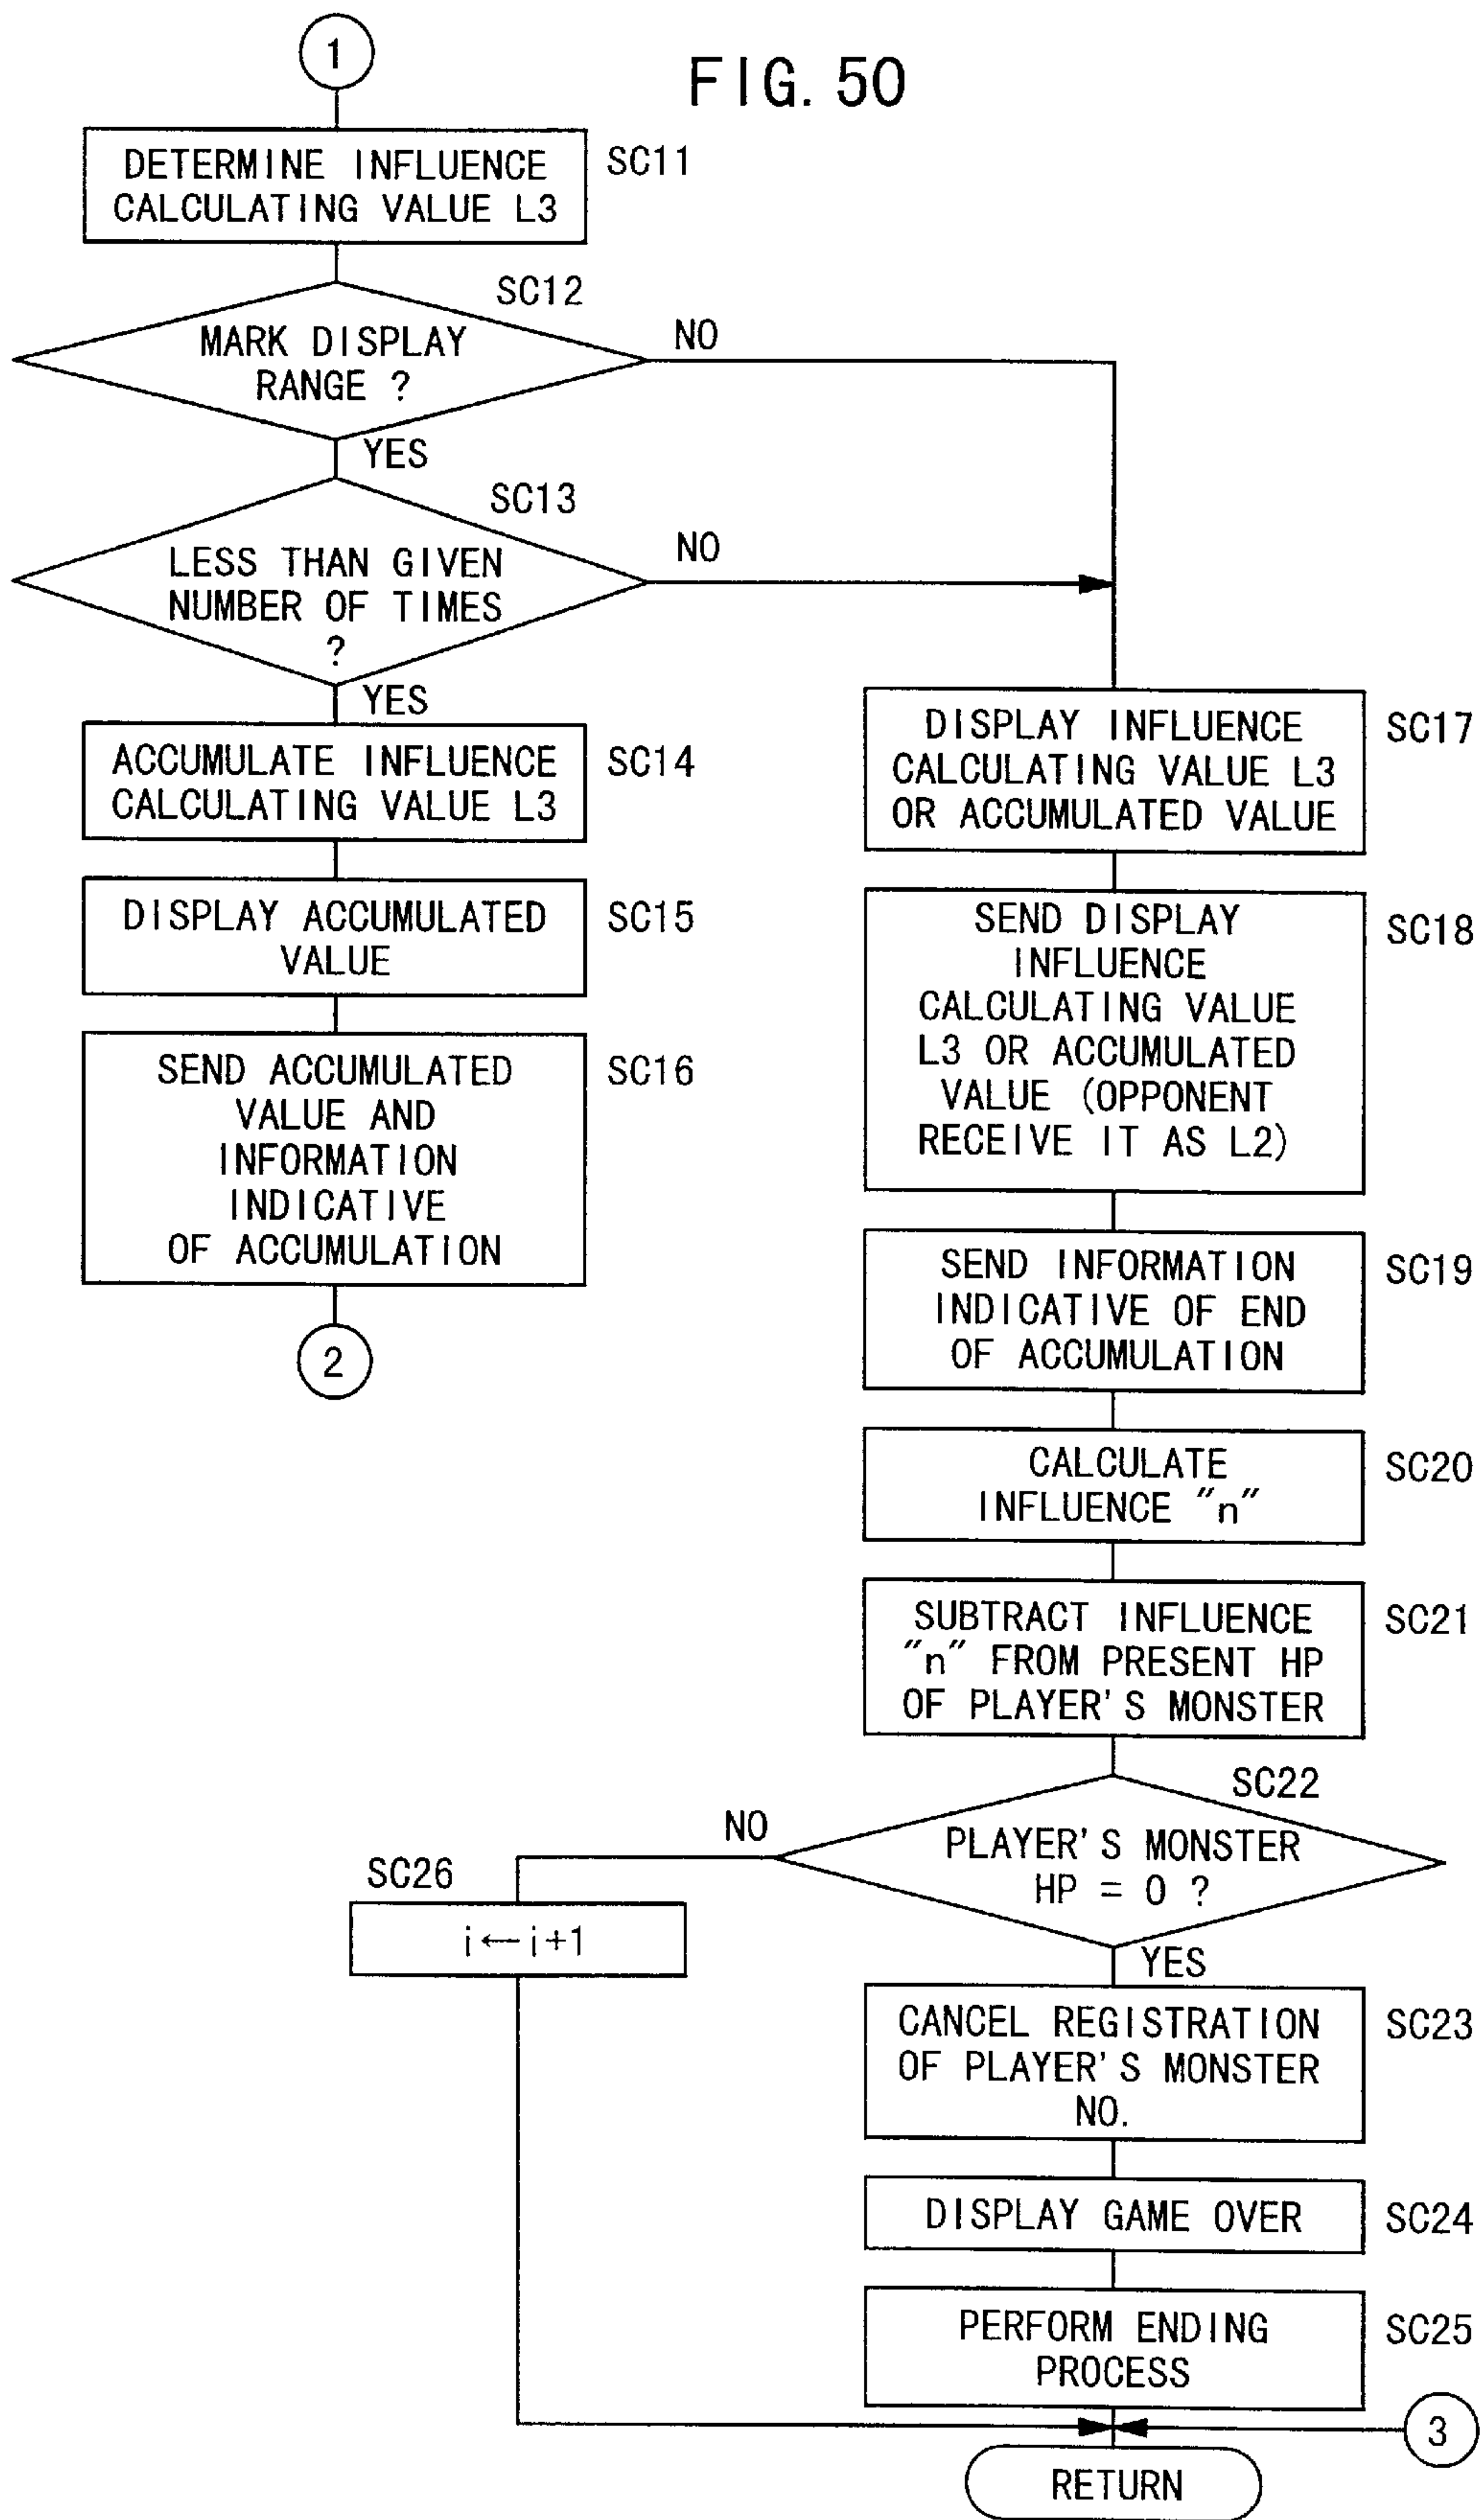 1
FIG. 50
DETERMINE INFLUENCE
CALCULATING VALUE L3
SC11
SC12
MARK DISPLAY
RANGE ?
NO
YES
SC13
LESS THAN GIVEN
NUMBER OF TIMES
?
NO
YES
ACCUMULATE INFLUENCE
CALCULATING VALUE L3
SC14
DISPLAY ACCUMULATED
VALUE
SC15
SEND ACCUMULATED
VALUE AND
INFORMATION
INDICATIVE
OF ACCUMULATION
SC16
2
DISPLAY INFLUENCE
CALCULATING VALUE L3
OR ACCUMULATED VALUE
SC17
SEND DISPLAY
INFLUENCE
CALCULATING VALUE
L3 OR ACCUMULATED
VALUE (OPPONENT
RECEIVE IT AS L2)
SC18
SEND INFORMATION
INDICATIVE OF END
OF ACCUMULATION
SC19
CALCULATE
INFLUENCE "n"
SC20
SUBTRACT INFLUENCE
"n" FROM PRESENT HP
OF PLAYER'S MONSTER
SC21
SC22
PLAYER'S MONSTER
HP = 0 ?
NO
YES
SC26
i←i+1
CANCEL REGISTRATION
OF PLAYER'S MONSTER
NO.
SC23
DISPLAY GAME OVER
SC24
PERFORM ENDING
PROCESS
SC25
3
RETURN